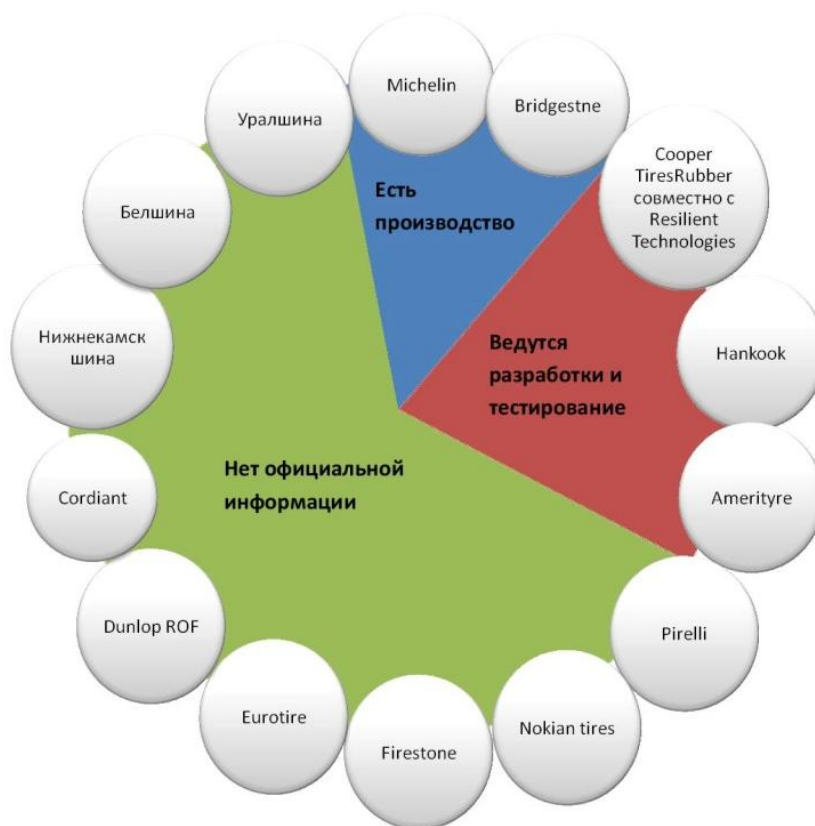 Michelin
Bridgestne
Cooper
TiresRubber
совместно с
Resilient
Technologies
Hankook
Amerityre
Pirelli
Nokian tires
Firestone
Eurotire
Dunlop ROF
Cordiant
Нижнекамск
шина
Белшина
Уралшина
Есть
производство
Ведутся
разработки и
тестирование
Нет официальной
информации